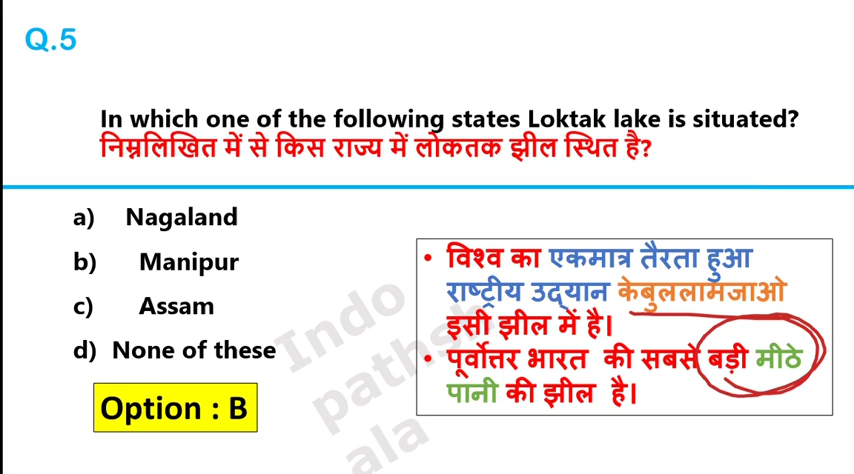 Q.5
In which one of the following states Loktak lake is situated?
निम्नलिखित में से किस राज्य में लोकतक झील स्थित है?
a) Nagaland
b) Manipur
c) Assam
d) None of these
Option : B
• विश्व का एकमात्र तैरता हुआ
राष्ट्रीय उद्यान केबुललामजाओ
इसी झील में है।
• पूर्वोत्तर भारत की सबसे बड़ी मीठे
पानी की झील है।
Indo
pathsh
ala